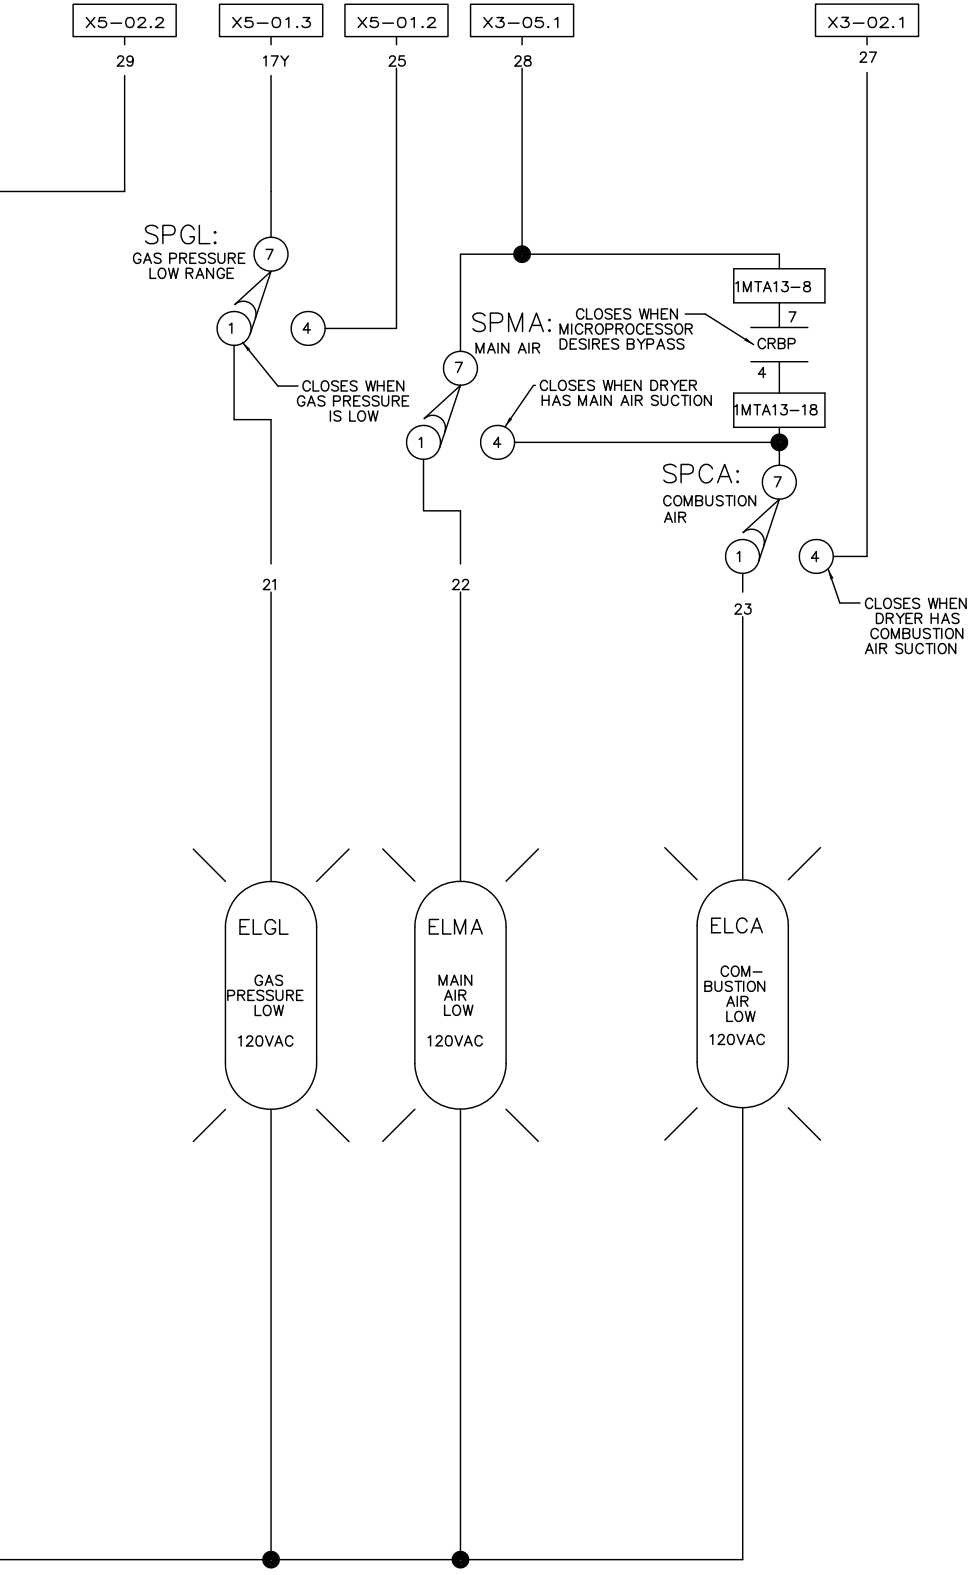 X5-02.2
X5-01.3
X5-01.2
X3-05.1
X3-02.1
29
17Y
25
28
27
SPGL:
GAS PRESSURE
LOW RANGE
7
1
4
CLOSES WHEN
GAS PRESSURE
IS LOW
SPMA:
MAIN AIR
7
1
4
CLOSES WHEN
MICROPROCESSOR
DESIRES BYPASS
1MTA13-8
7
CRBP
4
1MTA13-18
CLOSES WHEN DRYER
HAS MAIN AIR SUCTION
SPCA:
COMBUSTION
AIR
7
1
4
CLOSES WHEN
DRYER HAS
COMBUSTION
AIR SUCTION
21
22
23
ELGL
GAS
PRESSURE
LOW
120VAC
ELMA
MAIN
AIR
LOW
120VAC
ELCA
COM-
BUSTION
AIR
LOW
120VAC